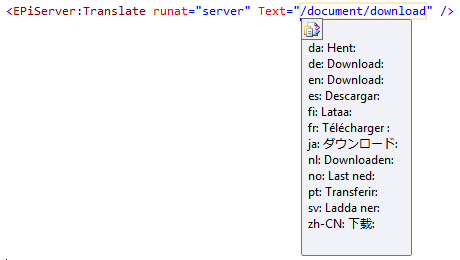 <EPiServer:Translate runat="server" Text="/document/download" />
da: Hent:
de: Download:
en: Download:
es: Descargar:
fi: Lataa:
fr: Télécharger :
ja: ダウンロード:
nl: Downloaden:
no: Last ned:
pt: Transferir:
sv: Ladda ner:
zh-CN: 下载: